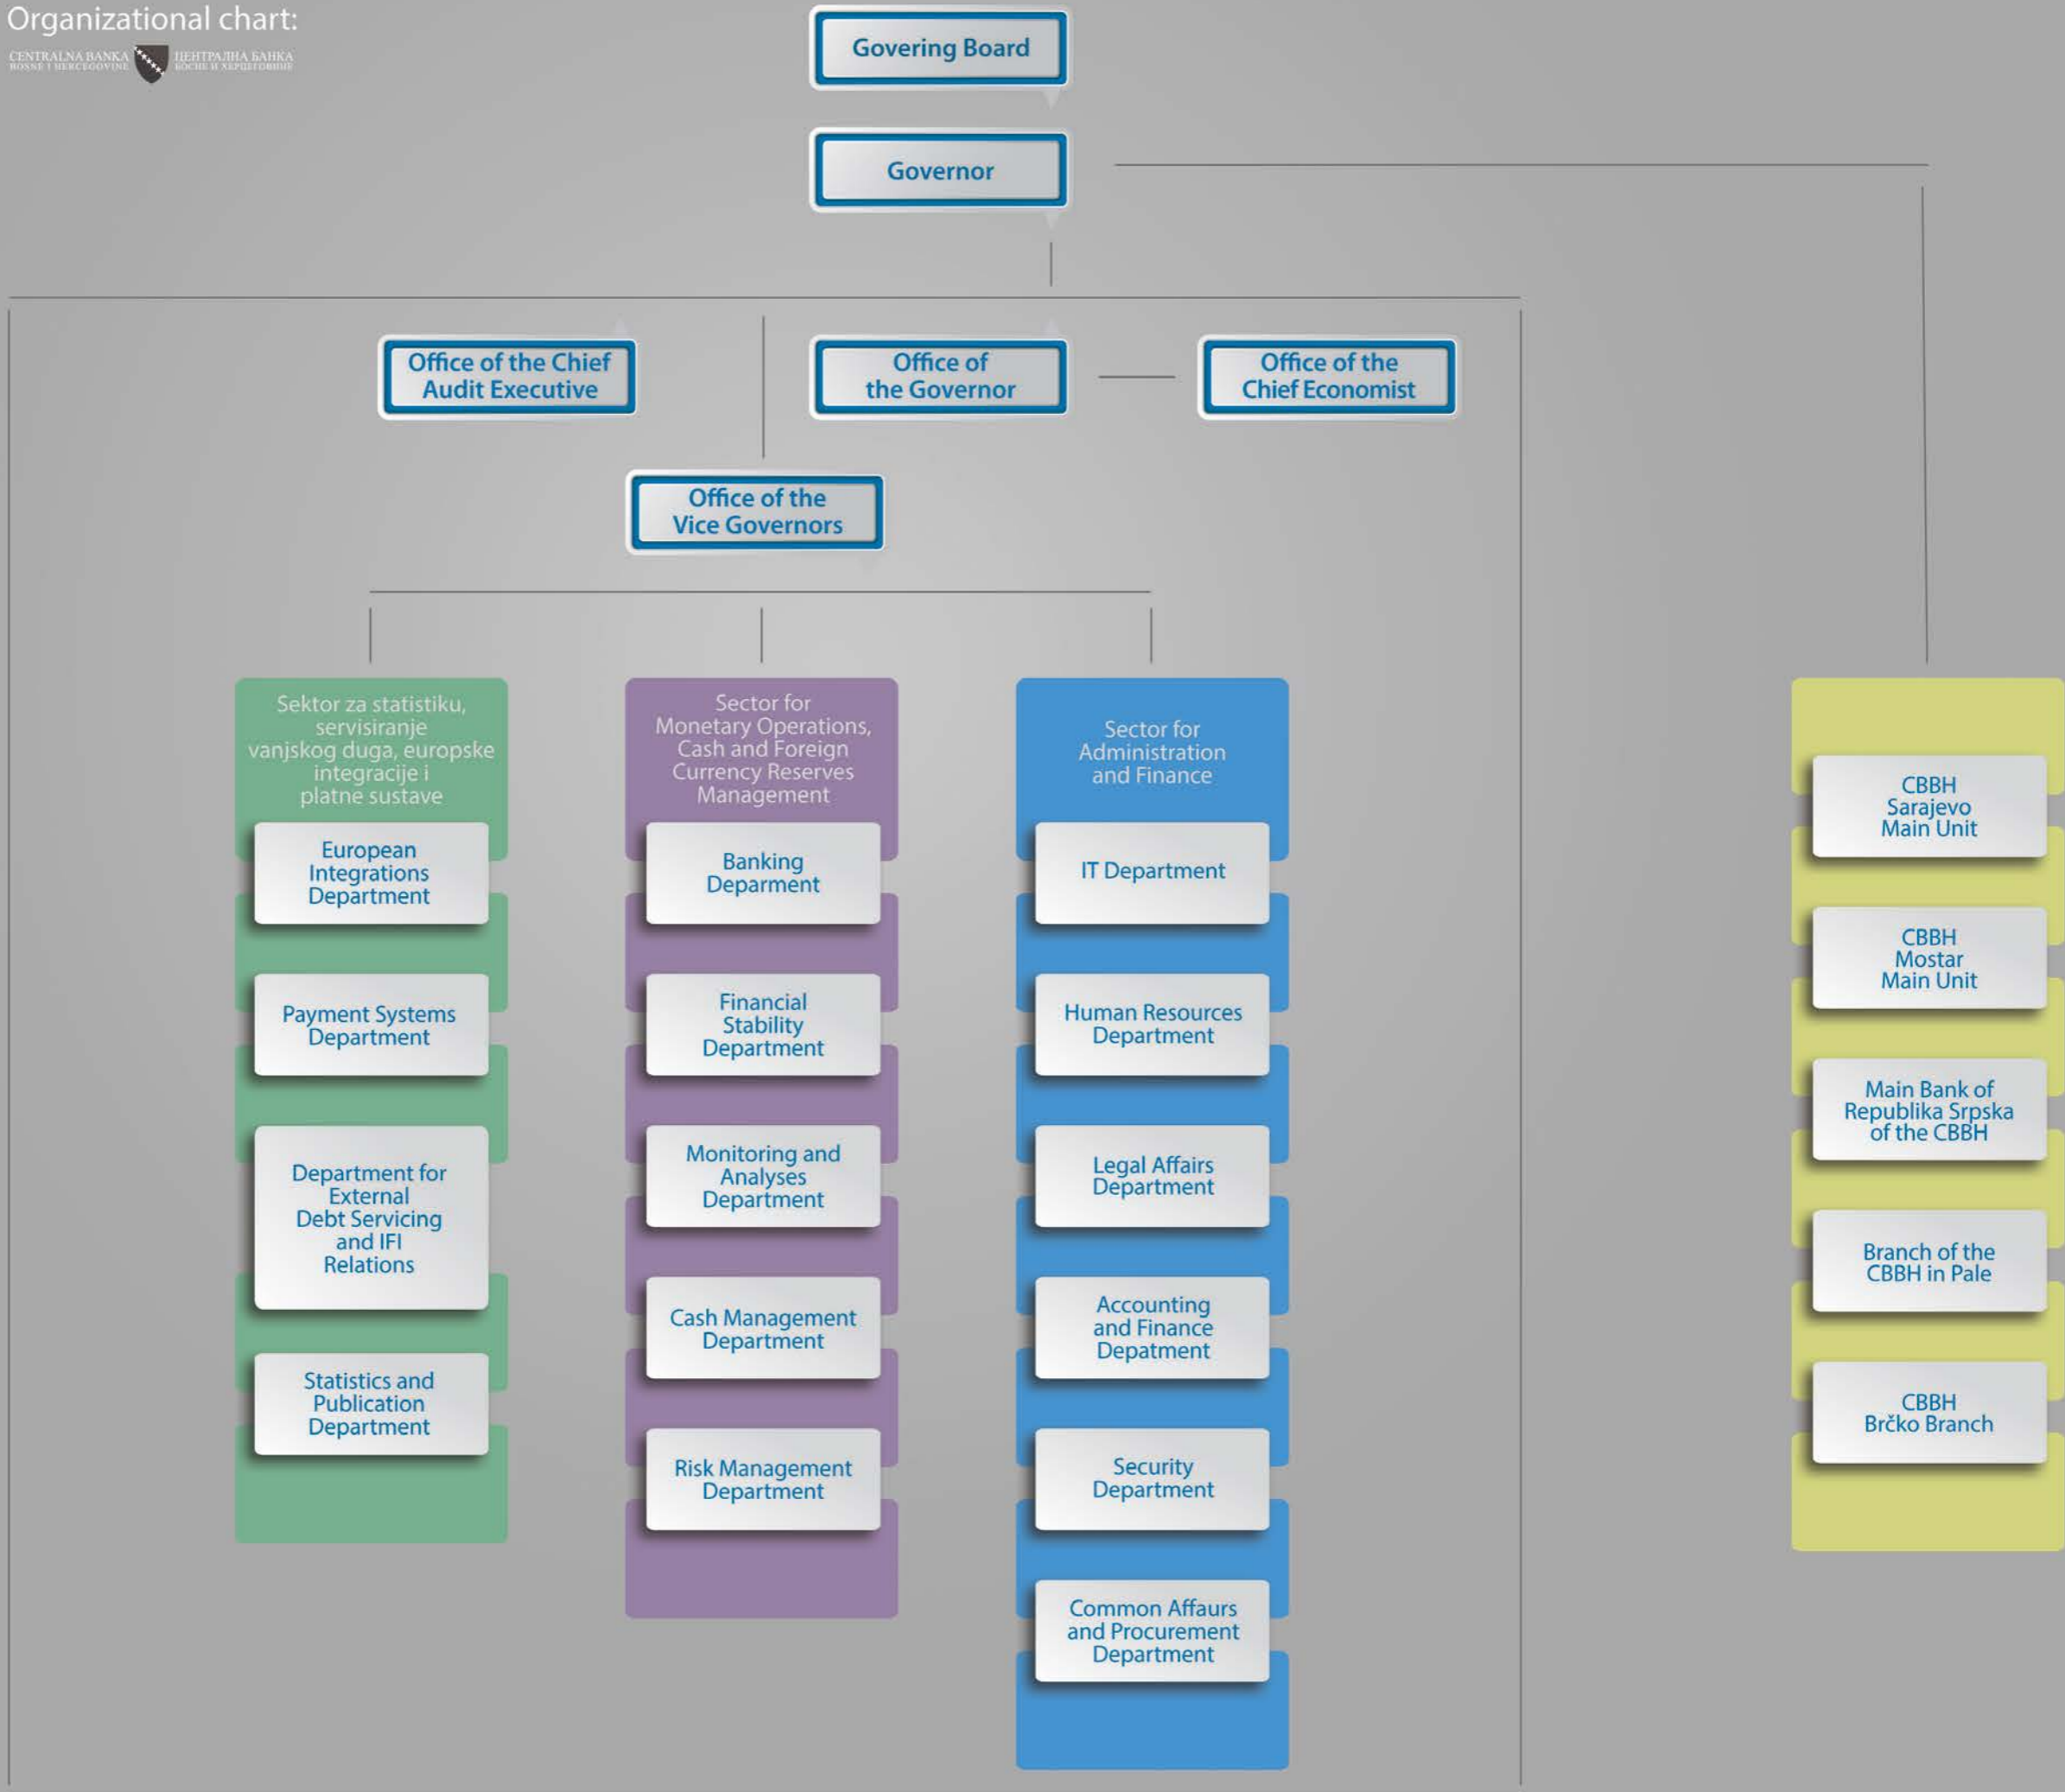 Organizational chart:
CENTRALNA BANKA
BOSNE I HERCEGOVINE
ЦЕНТРАЛНА БАНКА
БОСНЕ И ХЕРЦЕГОВИНЕ
Govering Board
Governor
Office of the Chief
Audit Executive
Office of
the Governor
Office of the
Chief Economist
Office of the
Vice Governors
Sektor za statistiku,
servisiranje
vanjskog duga, europske
integracije i
platne sustave
European
Integrations
Department
Payment Systems
Department
Department for
External
Debt Servicing
and IFI
Relations
Statistics and
Publication
Department
Sector for
Monetary Operations,
Cash and Foreign
Currency Reserves
Management
Banking
Deparment
Financial
Stability
Department
Monitoring and
Analyses
Department
Cash Management
Department
Risk Management
Department
Sector for
Administration
and Finance
IT Department
Human Resources
Department
Legal Affairs
Department
Accounting
and Finance
Depatment
Security
Department
Common Affaurs
and Procurement
Department
CBBH
Sarajevo
Main Unit
CBBH
Mostar
Main Unit
Main Bank of
Republika Srpska
of the CBBH
Branch of the
CBBH in Pale
CBBH
Brčko Branch